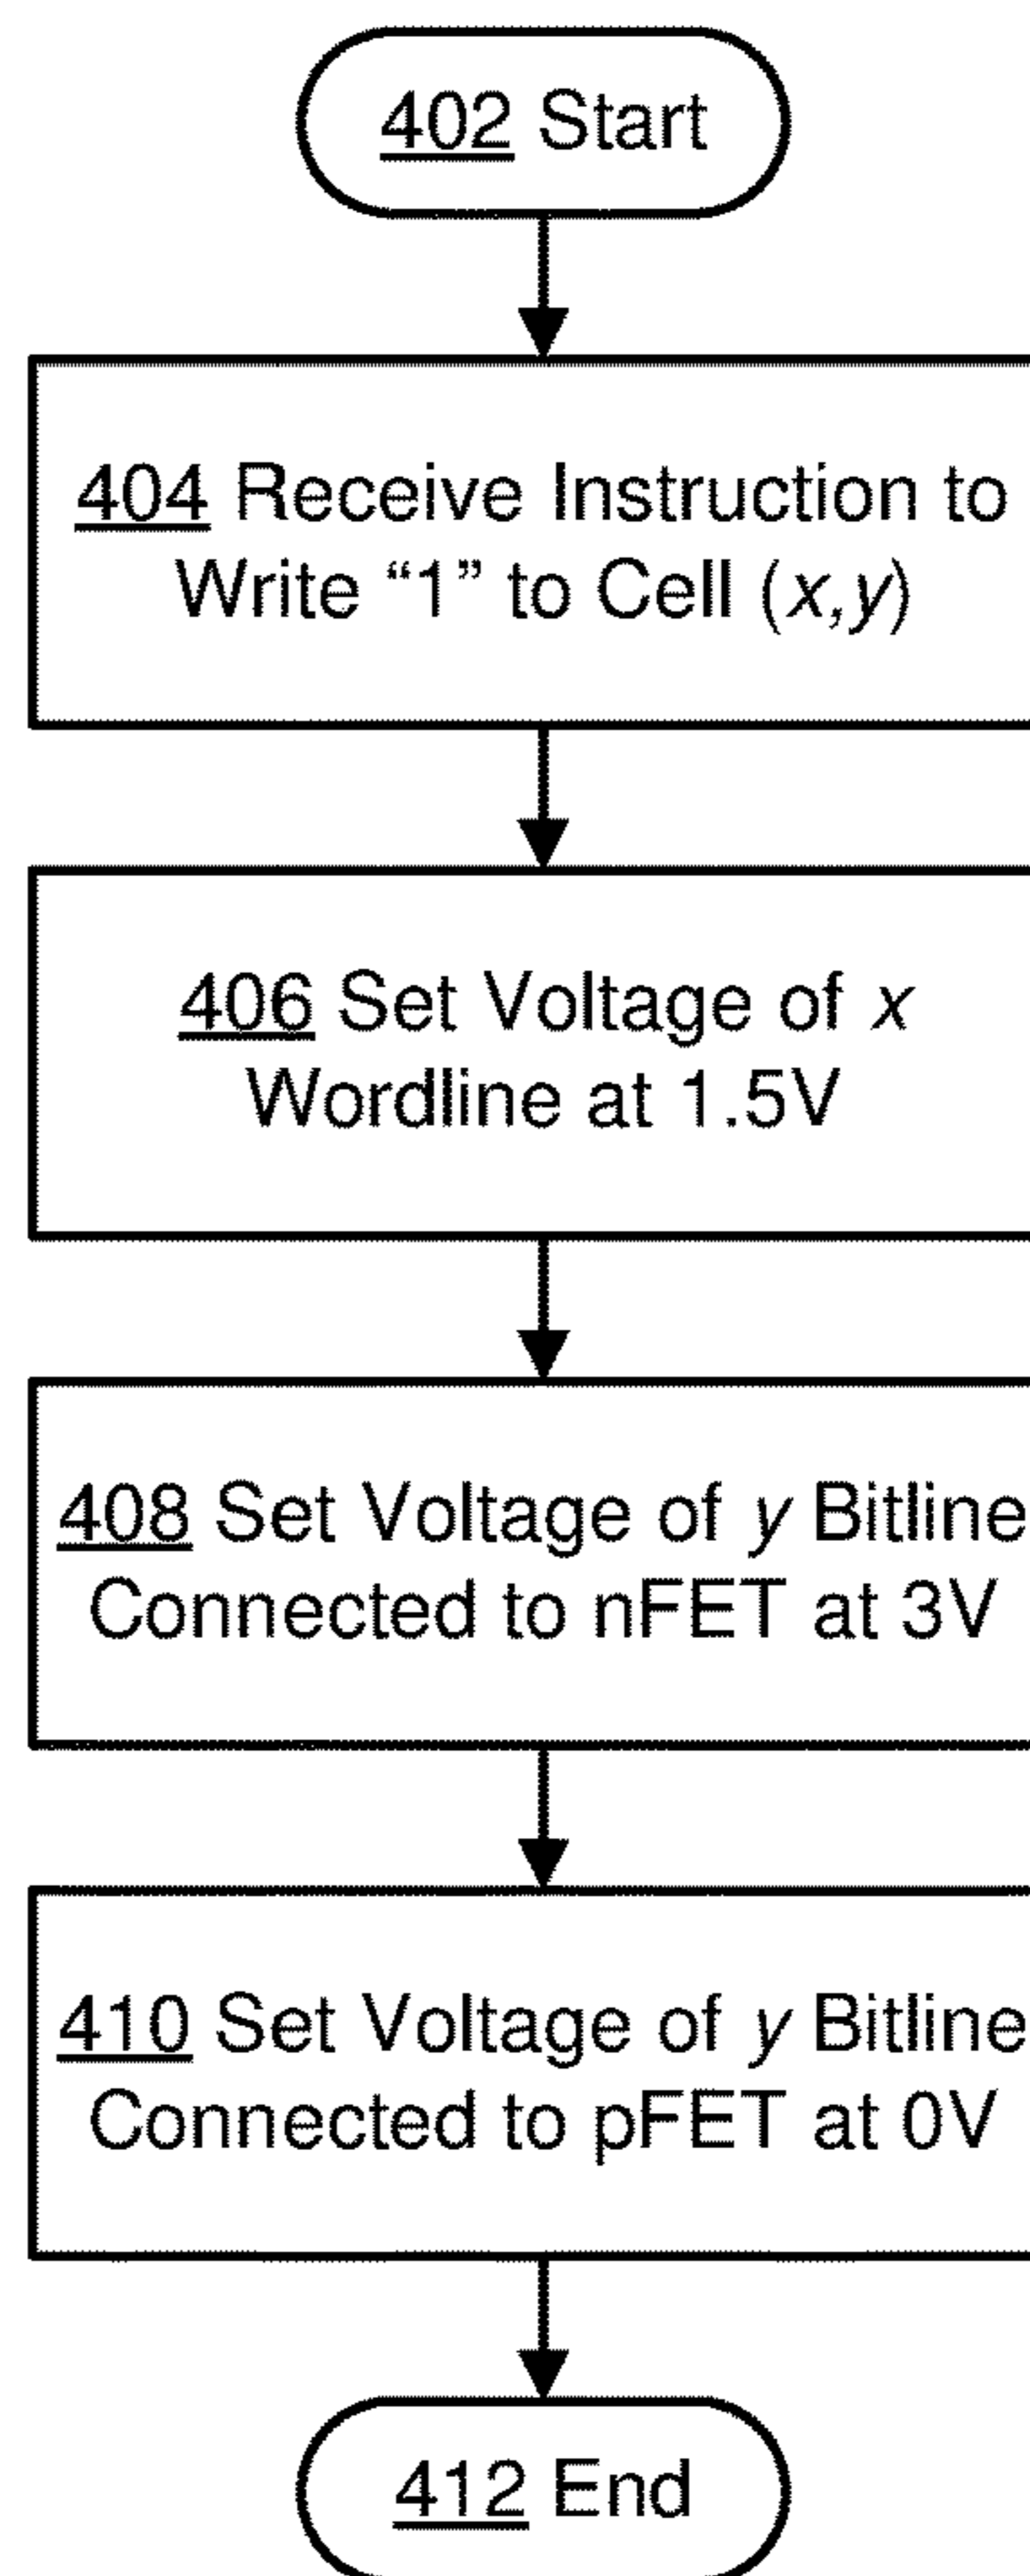 402 Start
404 Receive Instruction to
Write “1” to Cell (x,y)
406 Set Voltage of x
Wordline at 1.5V
408 Set Voltage of y Bitline
Connected to nFET at 3V
410 Set Voltage of y Bitline
Connected to pFET at 0V
412 End